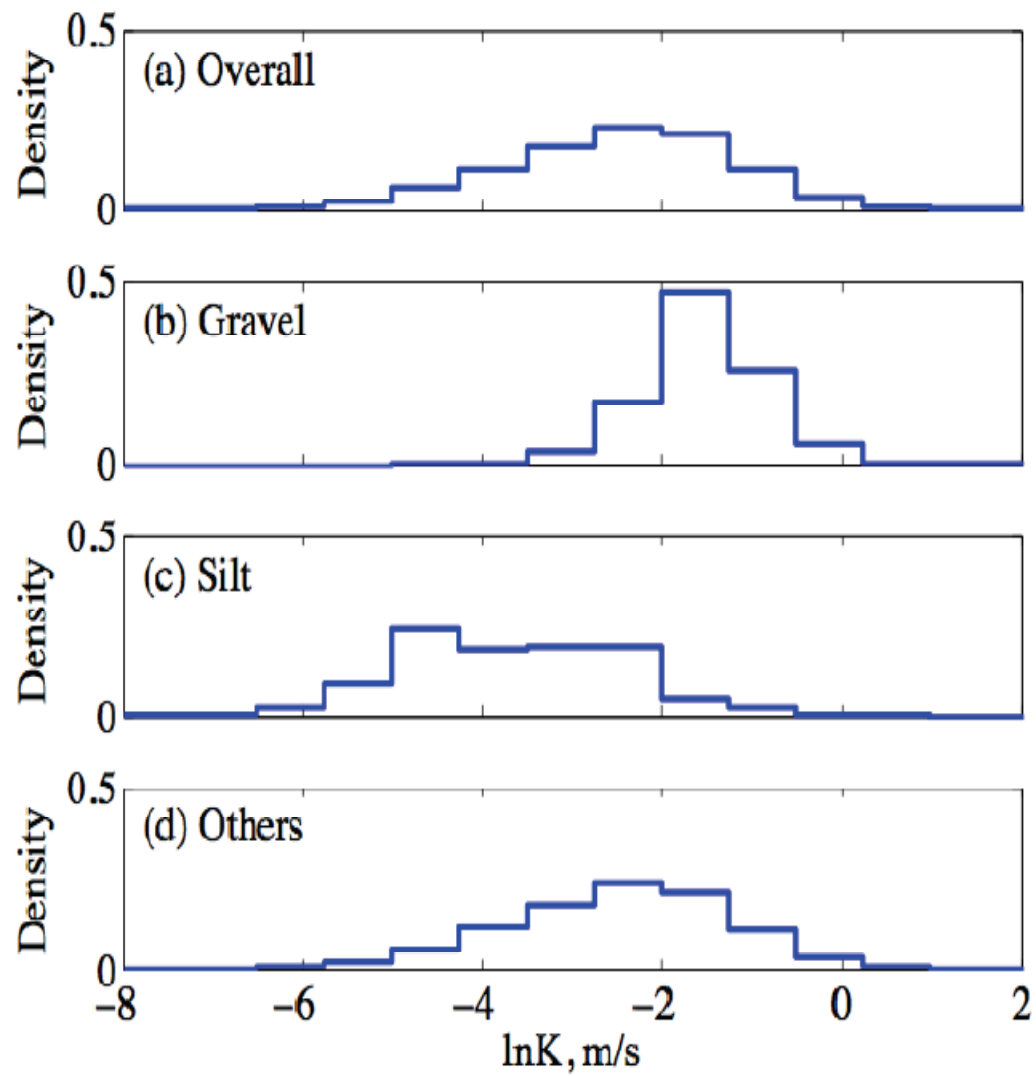 0.5
(a) Overall
Density
0
0.5
(b) Gravel
Density
0
0.5
(c) Silt
Density
0
0.5
(d) Others
Density
0
−8 −6 −4 −2 0 2
lnK, m/s